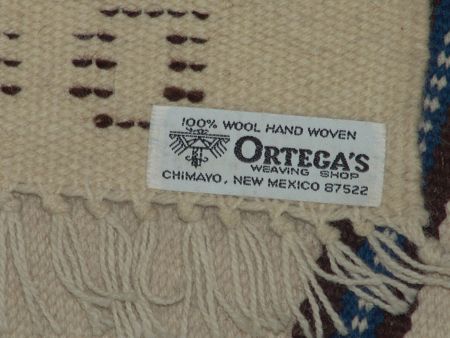 100% WOOL HAND WOVEN
ORTEGA'S
WEAVING SHOP
CHIMAYO, NEW MEXICO 87522